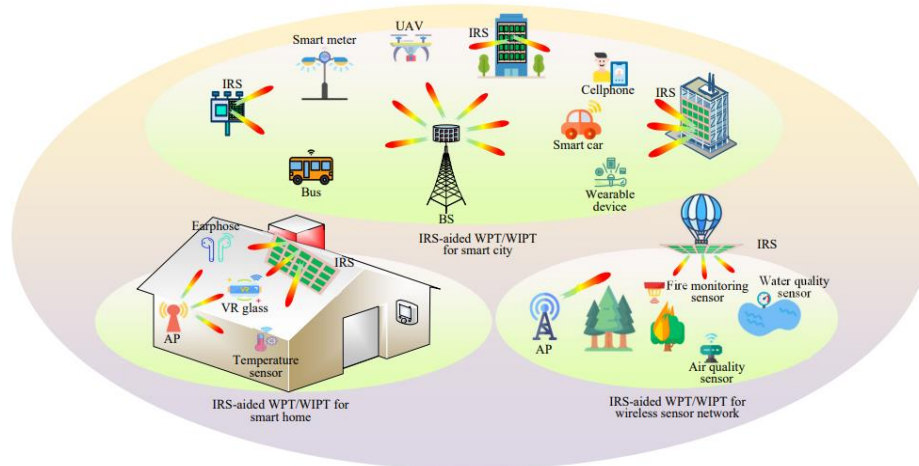 UAV
IRS
Smart meter
Cellphone
IRS
IRS
Smart car
Bus
Wearable
device
BS
IRS-aided WPT/WIPT
for smart city
Earphose
IRS
IRS
VR
VR glass
Fire monitoring
sensor
Water quality
sensor
AP
AP
Temperature
sensor
Air quality
sensor
IRS-aided WPT/WIPT for
smart home
IRS-aided WPT/WIPT for
wireless sensor network